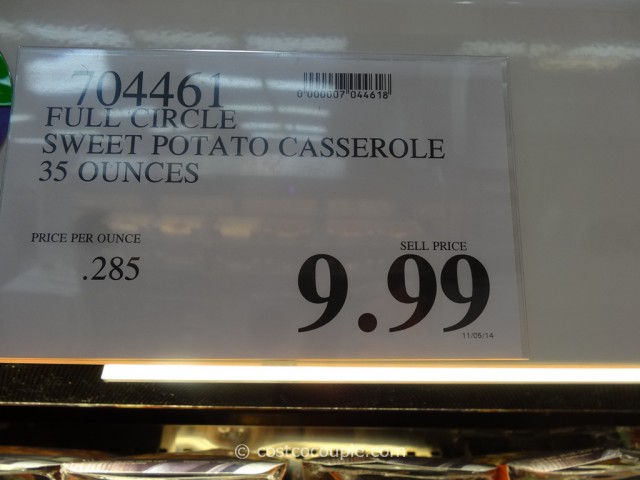 704461
0"000007"044618"
FULL CIRCLE
SWEET POTATO CASSEROLE
35 OUNCES
PRICE PER OUNCE
.285
SELL PRICE
9.99
11/05/14
© costcocouple.com